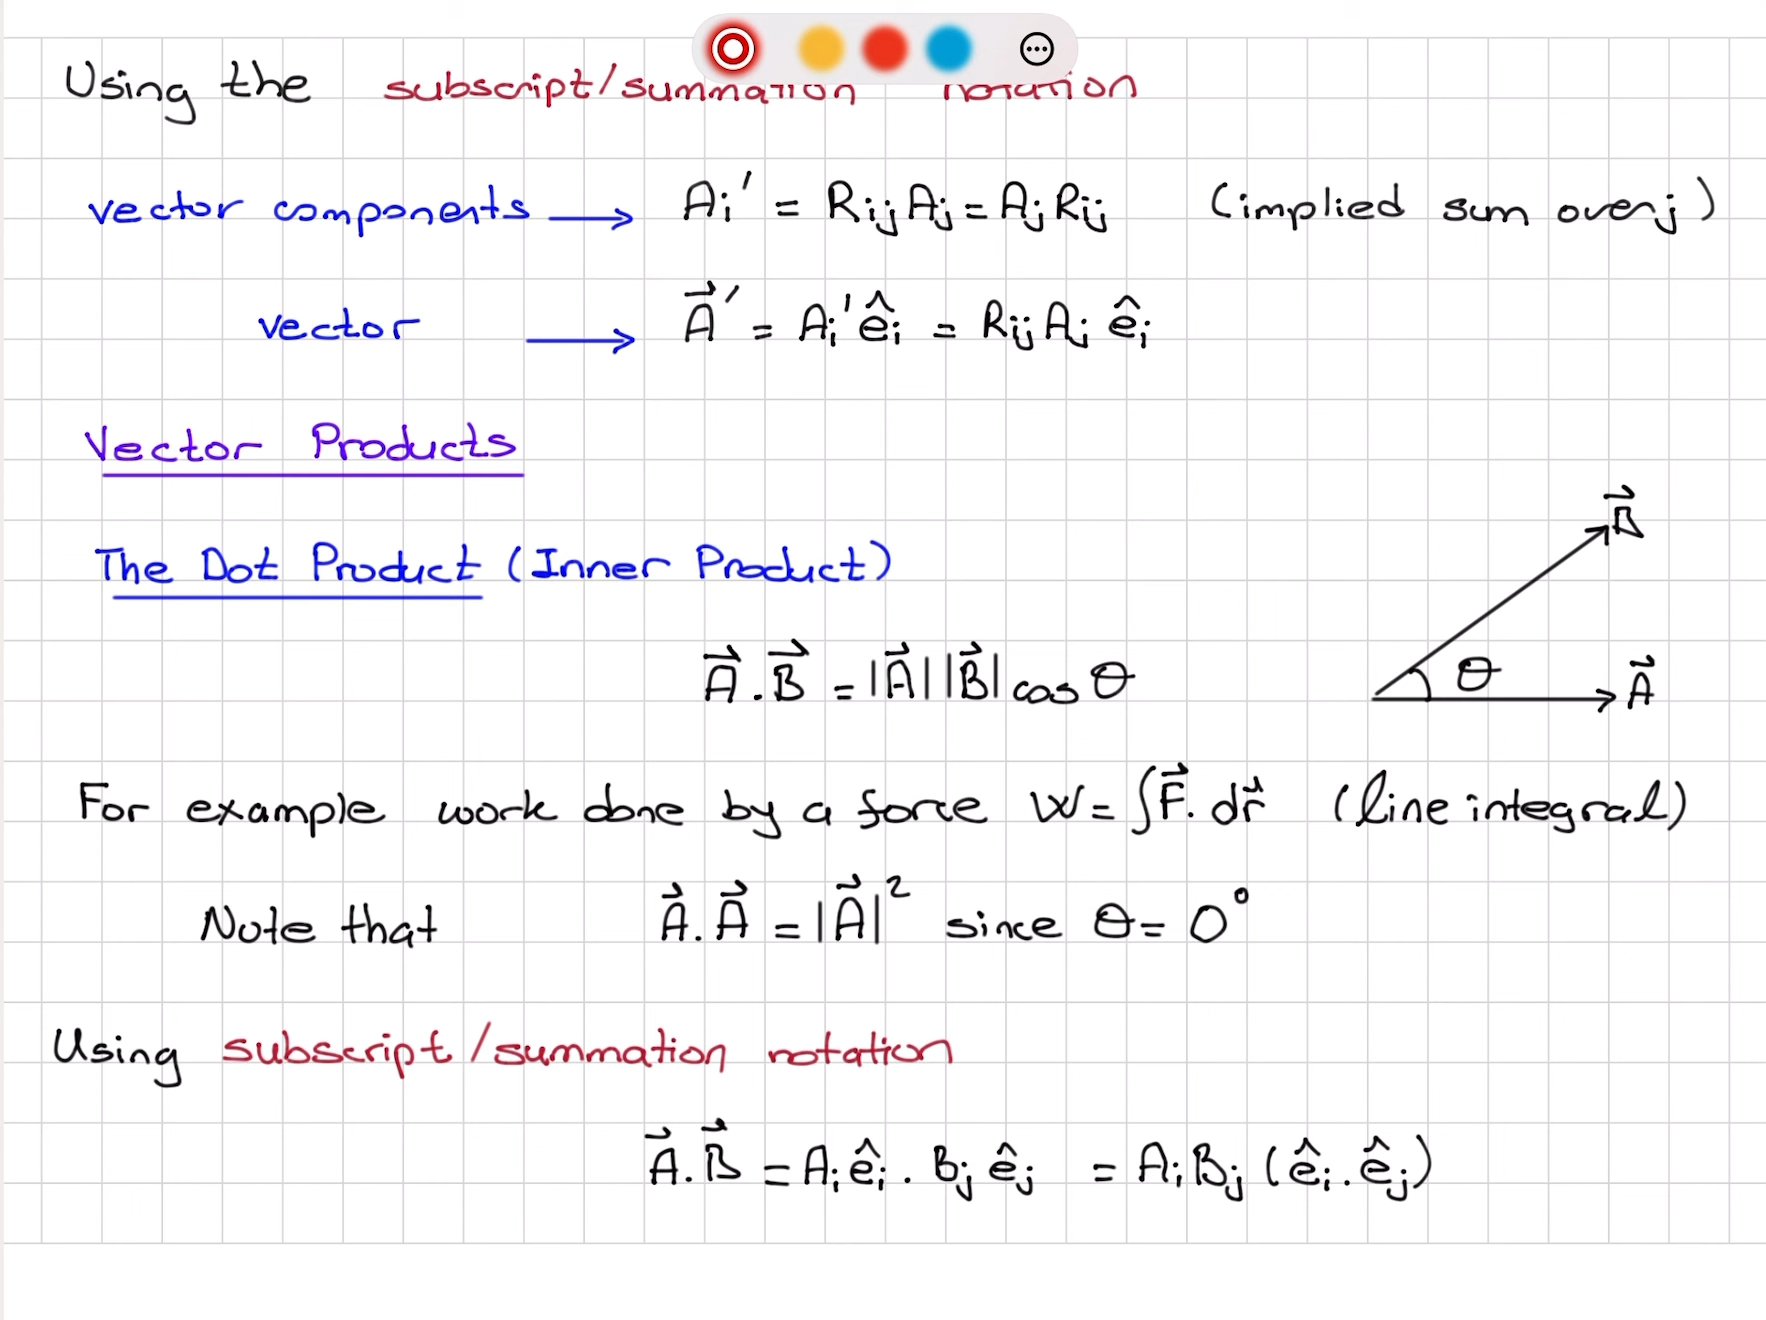 Using the subscript/summation notation
vector components → Aᵢ′ = Rᵢⱼ Aⱼ = Aⱼ Rᵢⱼ (implied sum over j)
vector → A⃗′ = Aᵢ′ êᵢ = Rᵢⱼ Aⱼ êᵢ
Vector Products
The Dot Product (Inner Product)
B⃗
A⃗ . B⃗ = |A⃗| |B⃗| cos θ
θ A⃗
For example work done by a force W = ∫ F⃗ . dr⃗ (line integral)
Note that A⃗ . A⃗ = |A⃗|² since θ = 0°
Using subscript/summation notation
A⃗ . B⃗ = Aᵢ êᵢ . Bⱼ êⱼ = Aᵢ Bⱼ (êᵢ . êⱼ)